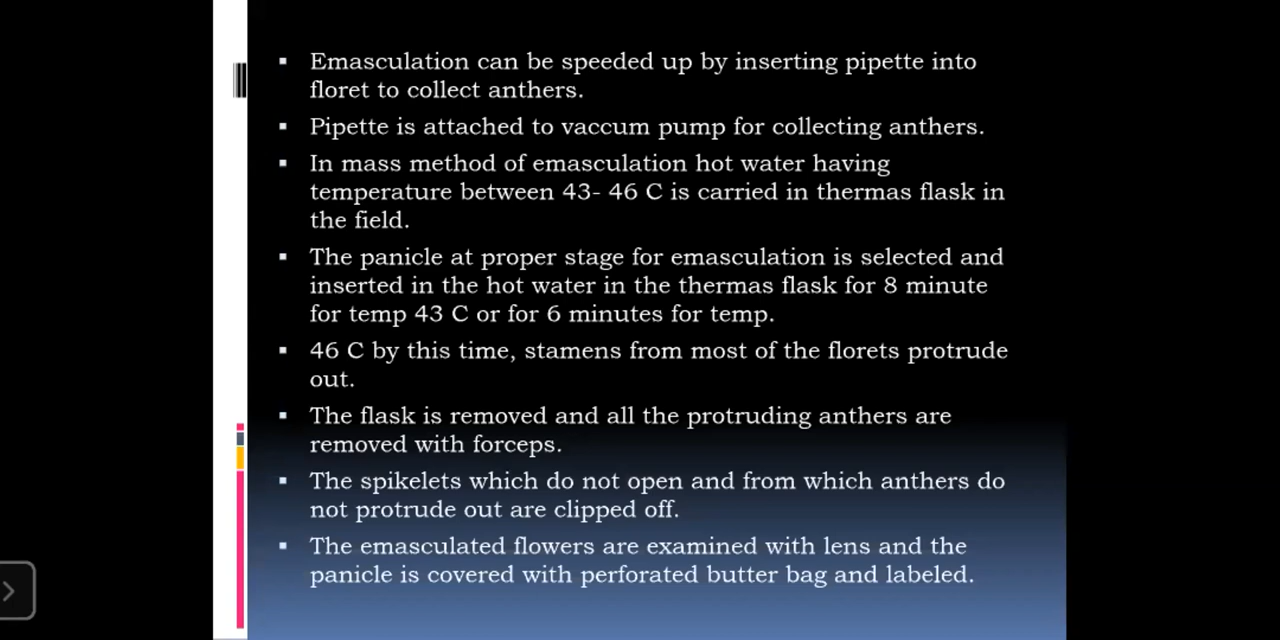 ▪ Emasculation can be speeded up by inserting pipette into
floret to collect anthers.
▪ Pipette is attached to vaccum pump for collecting anthers.
▪ In mass method of emasculation hot water having
temperature between 43- 46 C is carried in thermas flask in
the field.
▪ The panicle at proper stage for emasculation is selected and
inserted in the hot water in the thermas flask for 8 minute
for temp 43 C or for 6 minutes for temp.
▪ 46 C by this time, stamens from most of the florets protrude
out.
▪ The flask is removed and all the protruding anthers are
removed with forceps.
▪ The spikelets which do not open and from which anthers do
not protrude out are clipped off.
▪ The emasculated flowers are examined with lens and the
panicle is covered with perforated butter bag and labeled.